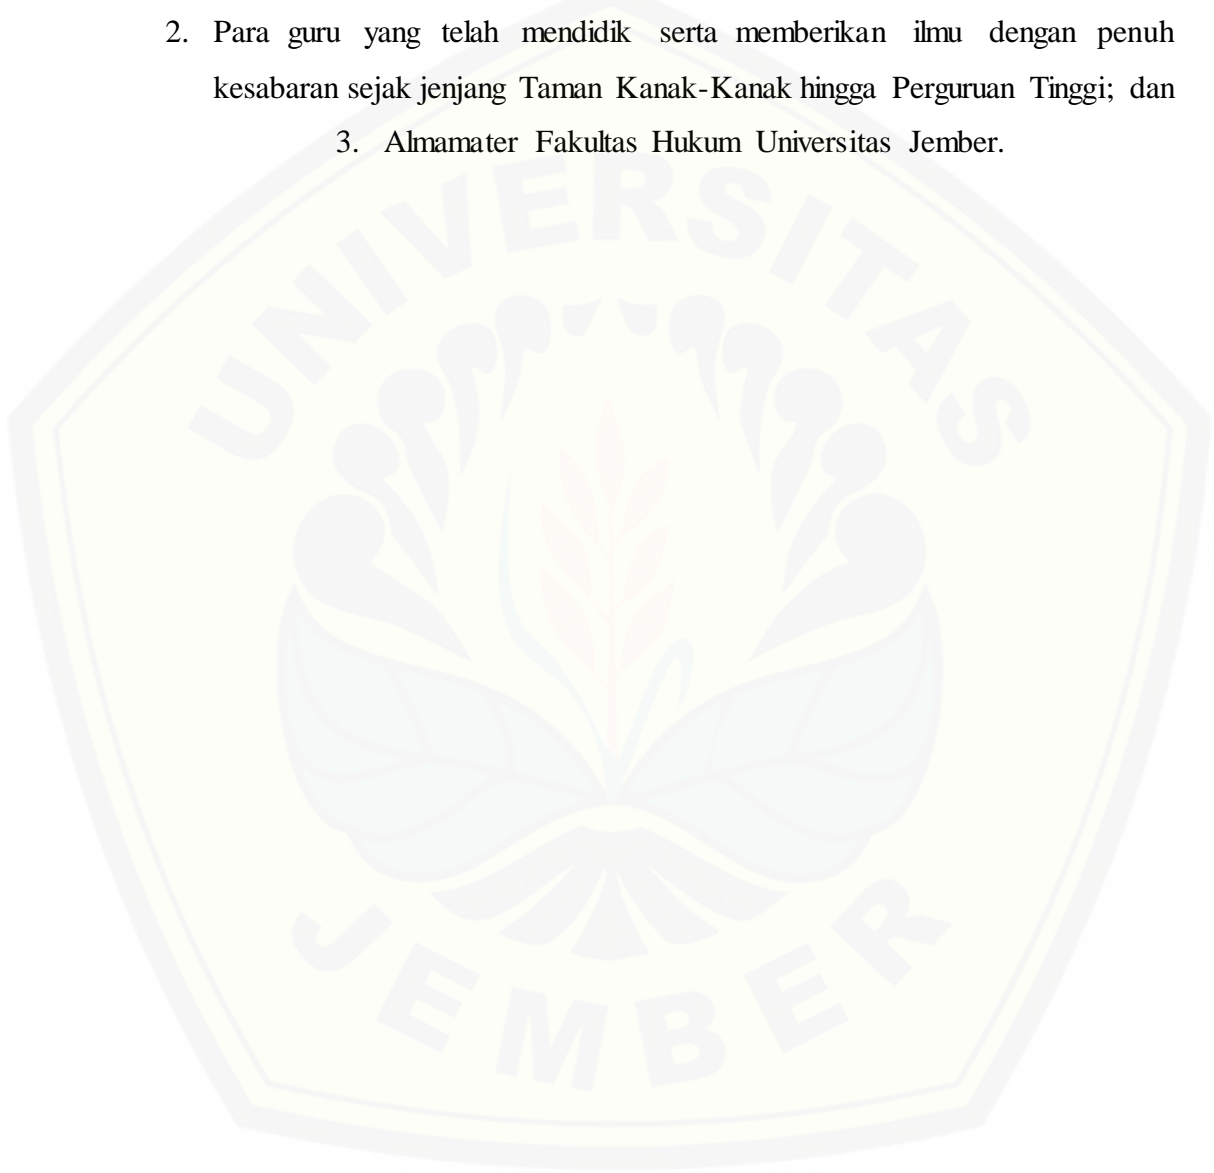 2. Para guru yang telah mendidik serta memberikan ilmu dengan penuh
kesabaran sejak jenjang Taman Kanak-Kanak hingga Perguruan Tinggi; dan
3. Almamater Fakultas Hukum Universitas Jember.
UNIVERSITAS
JEMBER